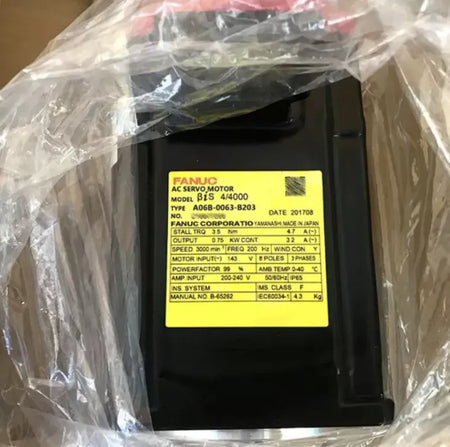 FANUC
AC SERVO MOTOR
MODEL βiS 4/4000
TYPE A06B-0063-B203
NO. DATE 201708
FANUC CORPORATIO YAMANASHI, MADE IN JAPAN
STALL TRQ 3.5 Nm 4.7 A(~)
OUTPUT 0.75 KW CONT 3.2 A(~)
SPEED 3000 min⁻¹ FREQ 200 Hz WIND CON Y
MOTOR INPUT(~) 143 V 8 POLES 3 PHASES
POWERFACTOR 99 % AMB TEMP 0-40 °C
AMP INPUT 200-240 V 50/60Hz IP65
INS. SYSTEM IMS CLASS F
MANUAL NO B-65262 IEC60034-1 4.3 Kg